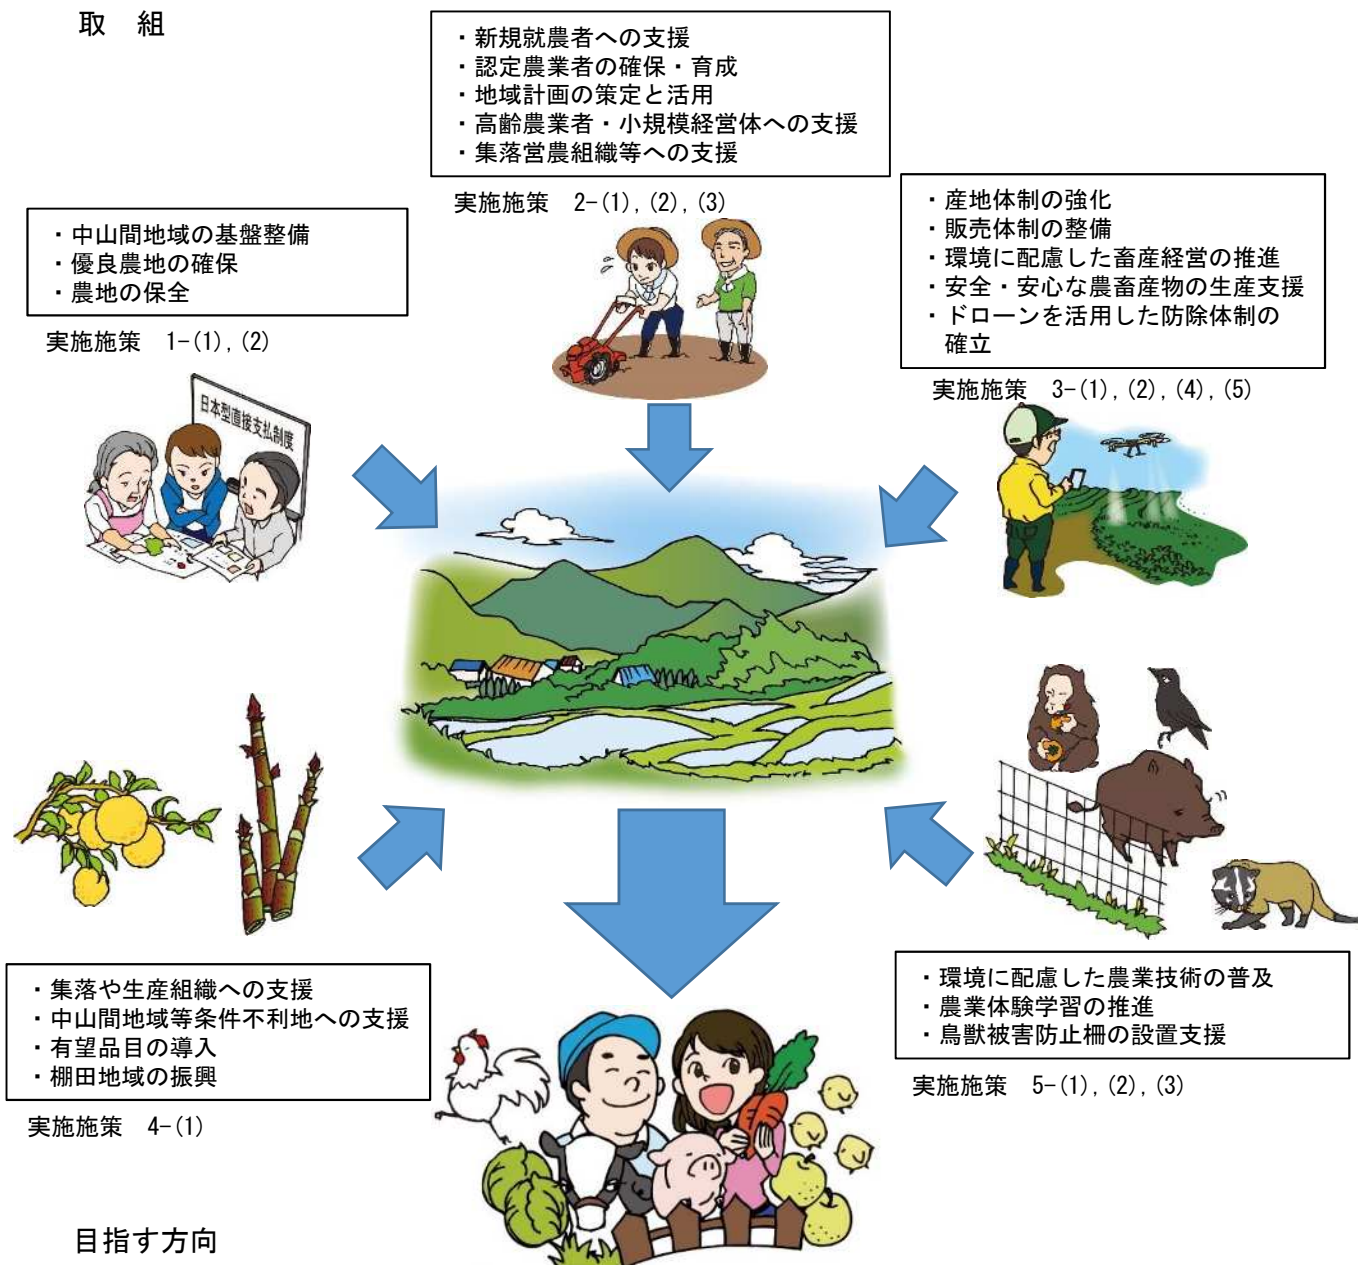 取　組
・新規就農者への支援
・認定農業者の確保・育成
・地域計画の策定と活用
・高齢農業者・小規模経営体への支援
・集落営農組織等への支援
実施施策　2-(1),(2),(3)
・中山間地域の基盤整備
・優良農地の確保
・農地の保全
実施施策　1-(1),(2)
・産地体制の強化
・販売体制の整備
・環境に配慮した畜産経営の推進
・安全・安心な農畜産物の生産支援
・ドローンを活用した防除体制の
確立
実施施策　3-(1),(2),(4),(5)
日本型直接支払制度
・集落や生産組織への支援
・中山間地域等条件不利地への支援
・有望品目の導入
・棚田地域の振興
実施施策　4-(1)
・環境に配慮した農業技術の普及
・農業体験学習の推進
・鳥獣被害防止柵の設置支援
実施施策　5-(1),(2),(3)
目指す方向